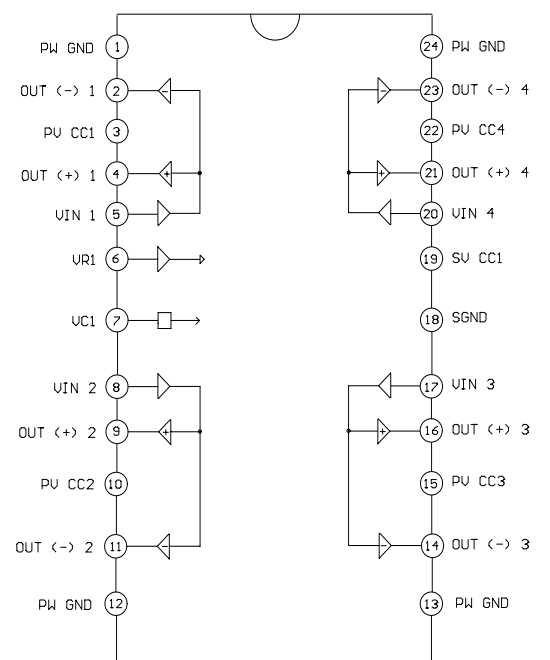 PW GND 1
OUT (-) 1 2
PV CC1 3
OUT (+) 1 4
VIN 1 5
VR1 6
VC1 7
VIN 2 8
OUT (+) 2 9
PV CC2 10
OUT (-) 2 11
PW GND 12
24 PW GND
23 OUT (-) 4
22 PV CC4
21 OUT (+) 4
20 VIN 4
19 SV CC1
18 SGND
17 VIN 3
16 OUT (+) 3
15 PV CC3
14 OUT (-) 3
13 PW GND